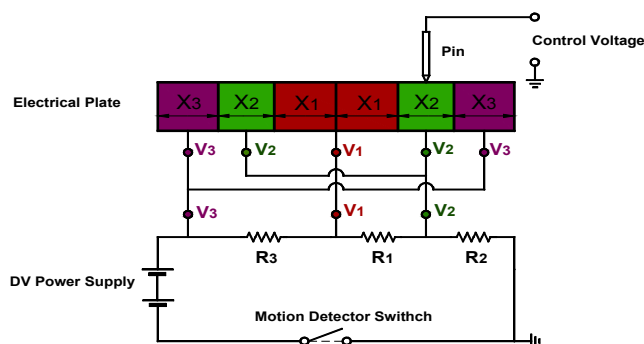 Control Voltage
Pin
Electrical Plate
X3 X2 X1 X1 X2 X3
V3 V2 V1 V2 V3
V3 V1 V2
R3 R1 R2
DV Power Supply
Motion Detector Swithch